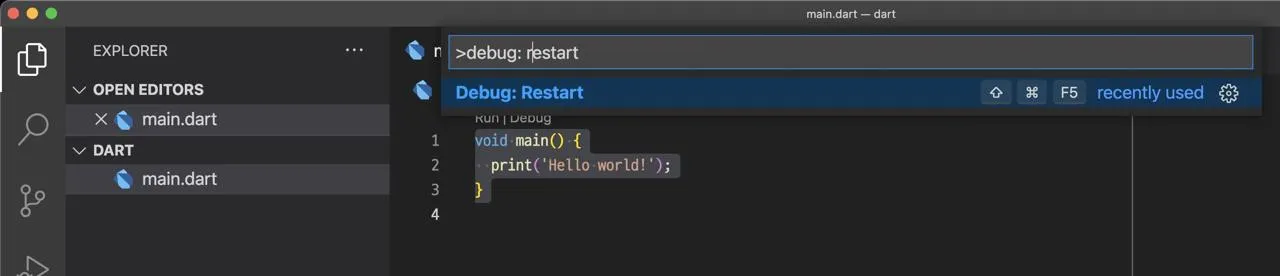 main.dart — dart
EXPLORER
OPEN EDITORS
main.dart
DART
main.dart
>debug: restart
Debug: Restart ⇧ ⌘ F5 recently used
Run | Debug
1 void main() {
2 print('Hello world!');
3 }
4